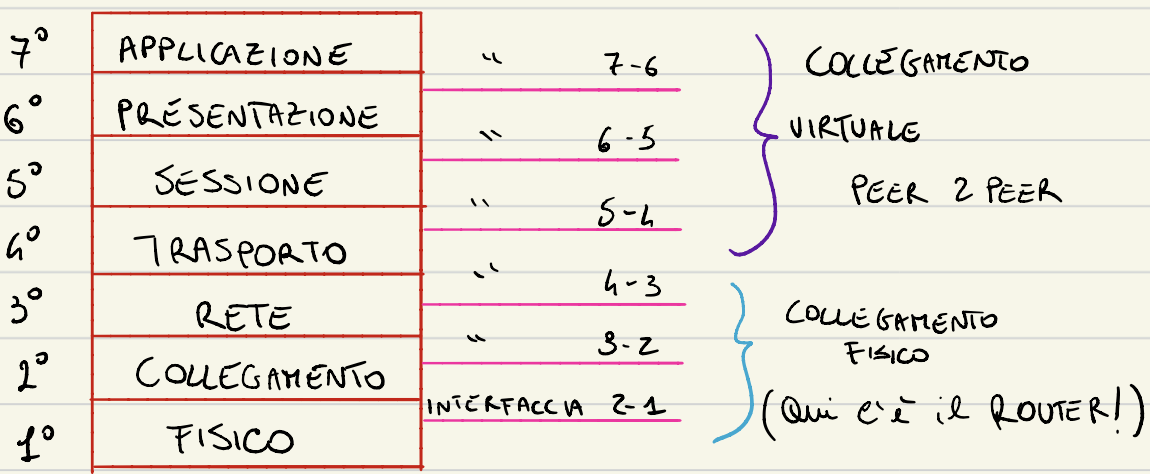 7° APPLICAZIONE " 7-6 COLLEGAMENTO
6° PRESENTAZIONE " 6-5 VIRTUALE
5° SESSIONE " 5-4 PEER 2 PEER
4° TRASPORTO " 4-3
3° RETE " 3-2 COLLEGAMENTO
FISICO
2° COLLEGAMENTO INTERFACCIA 2-1 (Qui c'è il ROUTER!)
1° FISICO